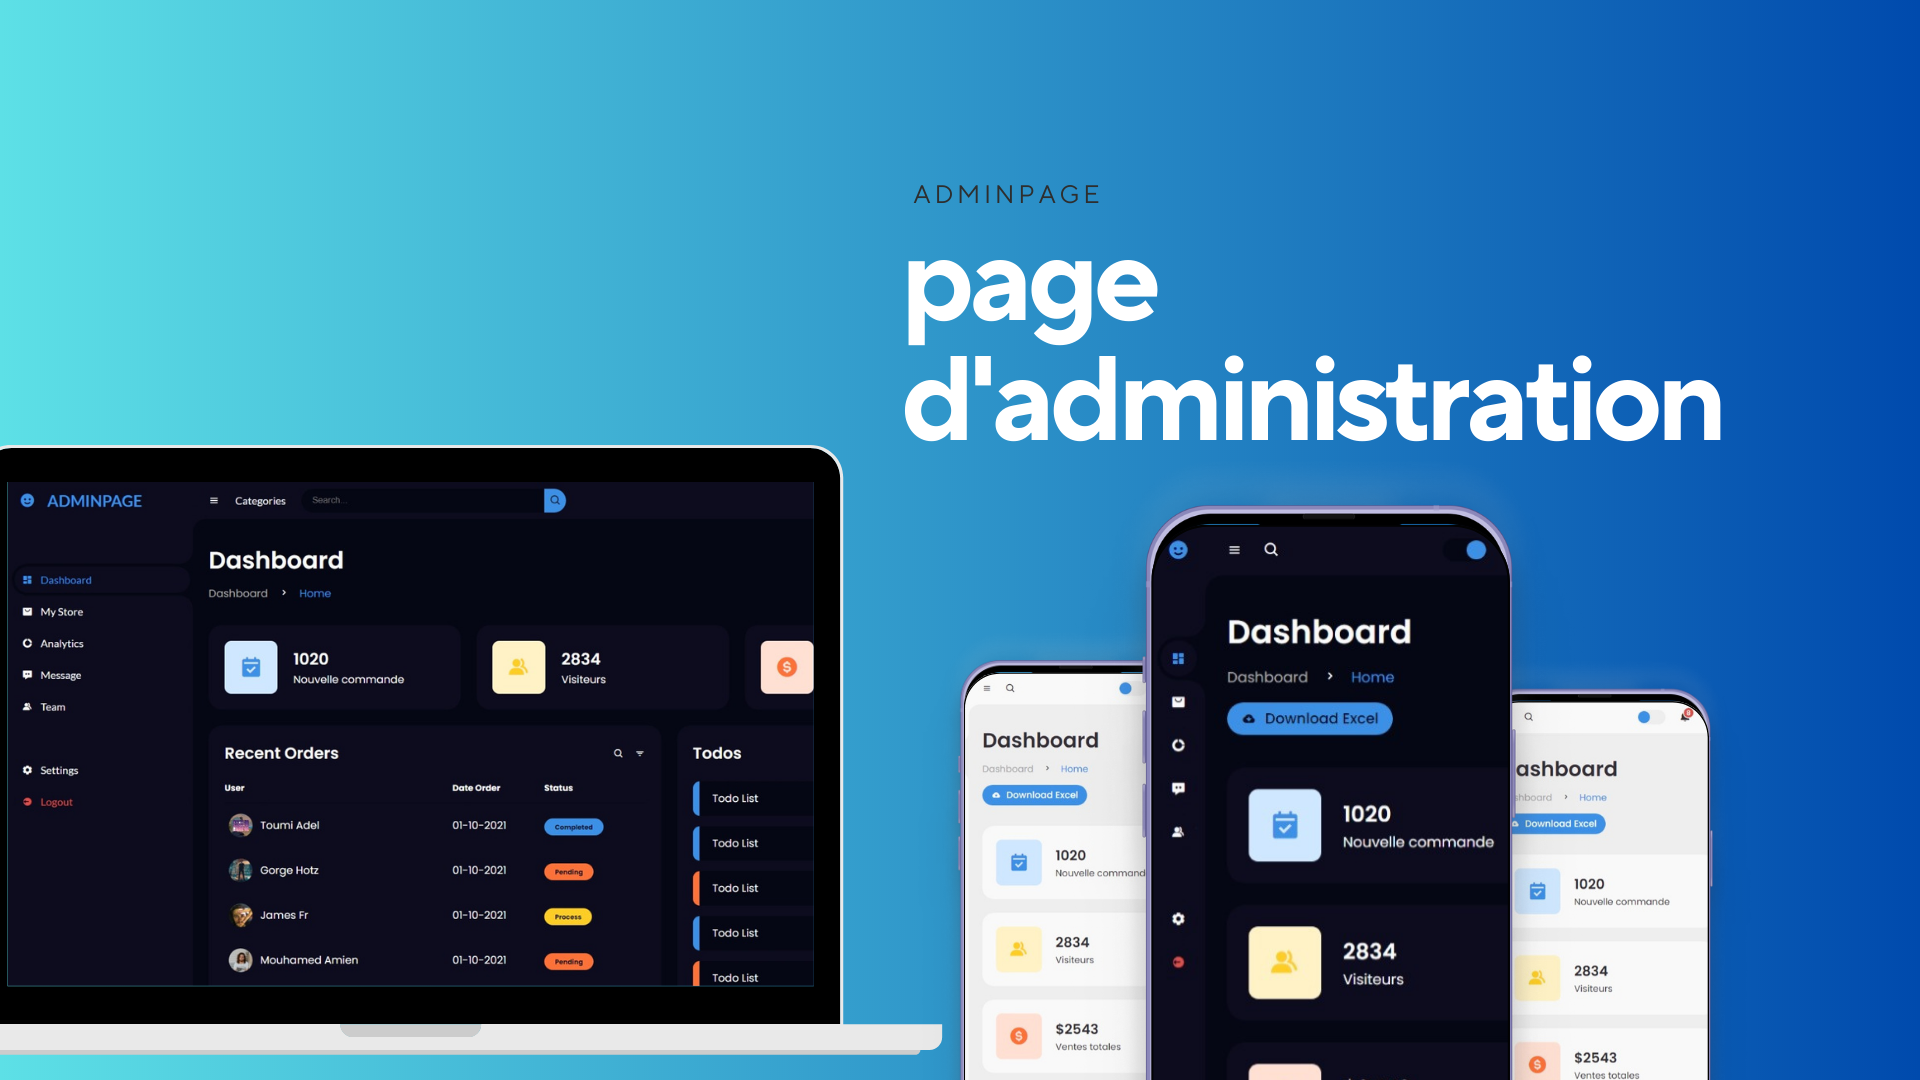 ADMINPAGE
page
d'administration
ADMINPAGE
Categories
Search...
Dashboard
Dashboard > Home
Dashboard
My Store
Analytics
Message
Team
Settings
Logout
1020
Nouvelle commande
2834
Visiteurs
Recent Orders
User Date Order Status
Toumi Adel 01-10-2021 Completed
Gorge Hotz 01-10-2021 Pending
James Fr 01-10-2021 Process
Mouhamed Amien 01-10-2021 Pending
Todos
Todo List
Todo List
Todo List
Todo List
Todo List
Dashboard
Dashboard > Home
Download Excel
1020
Nouvelle command
2834
Visiteurs
$2543
Ventes totales
Dashboard
Dashboard > Home
Download Excel
1020
Nouvelle commande
2834
Visiteurs
ashboard
shboard > Home
Download Excel
1020
Nouvelle commande
2834
Visiteurs
$2543
Ventes totales